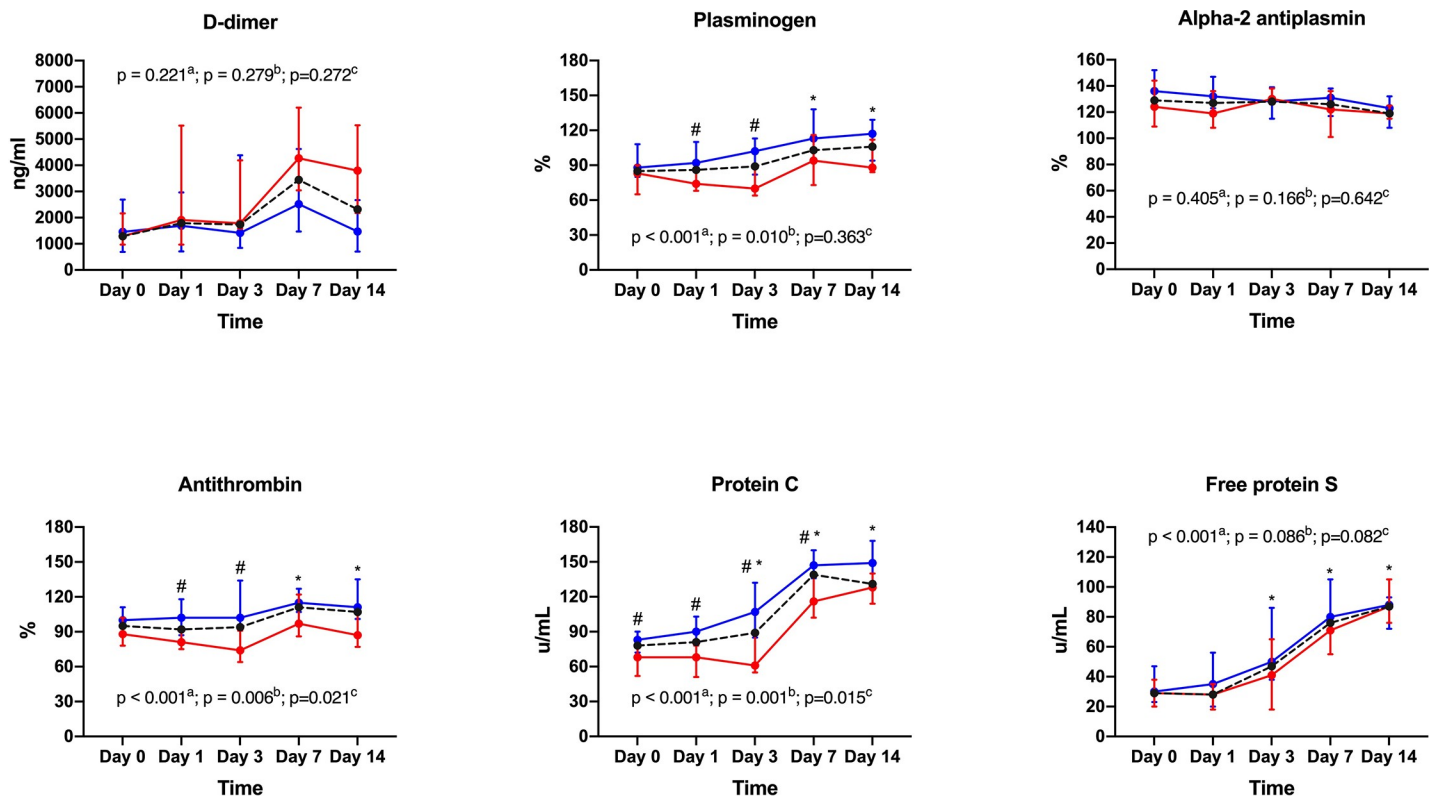 D-dimer
8000
7000
6000
5000
4000
3000
2000
1000
0
ng/ml
p = 0.221a; p = 0.279b; p=0.272c
Day 0 Day 1 Day 3 Day 7 Day 14
Time
Plasminogen
180
150
120
90
60
30
0
%
# # * *
p < 0.001a; p = 0.010b; p=0.363c
Day 0 Day 1 Day 3 Day 7 Day 14
Time
Alpha-2 antiplasmin
160
140
120
100
80
60
40
20
0
%
p = 0.405a; p = 0.166b; p=0.642c
Day 0 Day 1 Day 3 Day 7 Day 14
Time
Antithrombin
180
150
120
90
60
30
0
%
# # * *
p < 0.001a; p = 0.006b; p=0.021c
Day 0 Day 1 Day 3 Day 7 Day 14
Time
Protein C
180
150
120
90
60
30
0
u/mL
# # # * # * *
p < 0.001a; p = 0.001b; p=0.015c
Day 0 Day 1 Day 3 Day 7 Day 14
Time
Free protein S
140
120
100
80
60
40
20
0
u/mL
p < 0.001a; p = 0.086b; p=0.082c
* * *
Day 0 Day 1 Day 3 Day 7 Day 14
Time